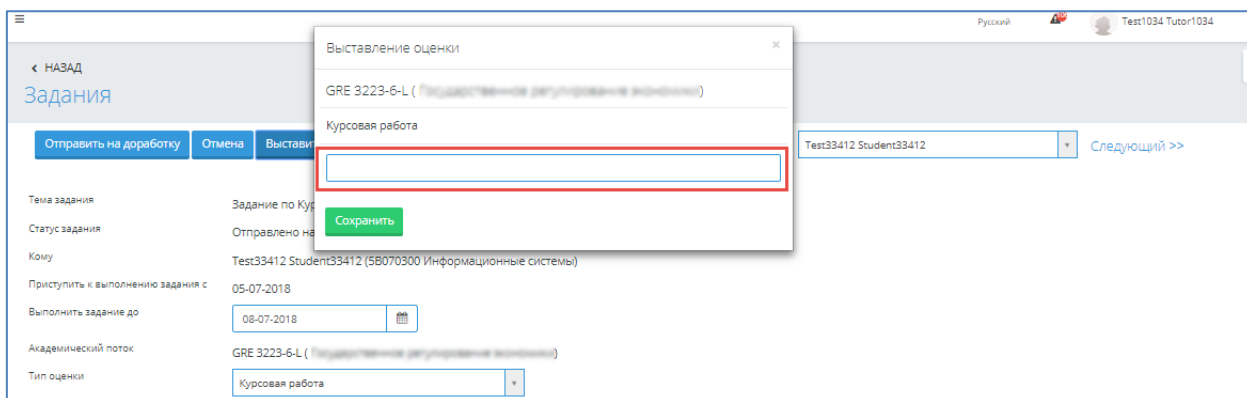 Русский
Test1034 Tutor1034
Выставление оценки
×
НАЗАД
Задания
GRE 3223-6-L ( )
Курсовая работа
Отправить на доработку
Отмена
Выстави
Test33412 Student33412
Следующий >>
Сохранить
Тема задания
Задание по Кур
Статус задания
Отправлено на
Кому
Test33412 Student33412 (5B070300 Информационные системы)
Приступить к выполнению задания с
05-07-2018
Выполнить задание до
08-07-2018
Академический поток
GRE 3223-6-L ( )
Тип оценки
Курсовая работа